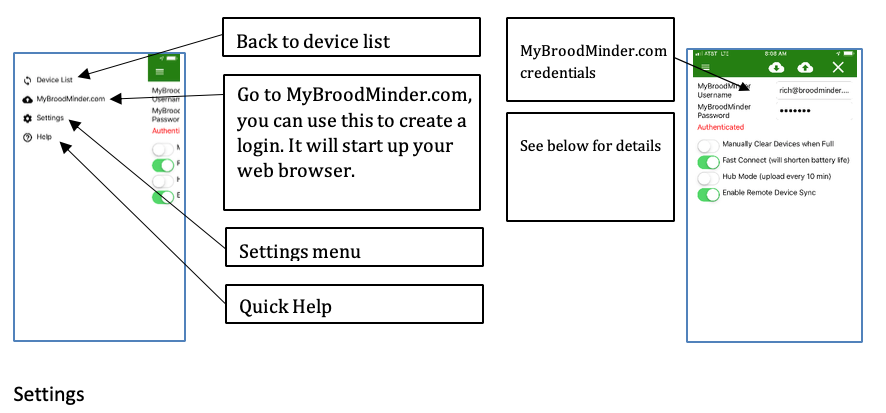 Device List
MyBroodMinder.com
Settings
Help
MyBrood
Username
MyBrood
Password
Authenti
M
F
H
E
Back to device list
Go to MyBroodMinder.com,
you can use this to create a
login. It will start up your
web browser.
Settings menu
Quick Help
MyBroodMinder.com
credentials
See below for details
AT&T LTE 8:08 AM
MyBroodMinder
Username
rich@broodminder....
MyBroodMinder
Password
•••••••
Authenticated
Manually Clear Devices when Full
Fast Connect (will shorten battery life)
Hub Mode (upload every 10 min)
Enable Remote Device Sync
Settings